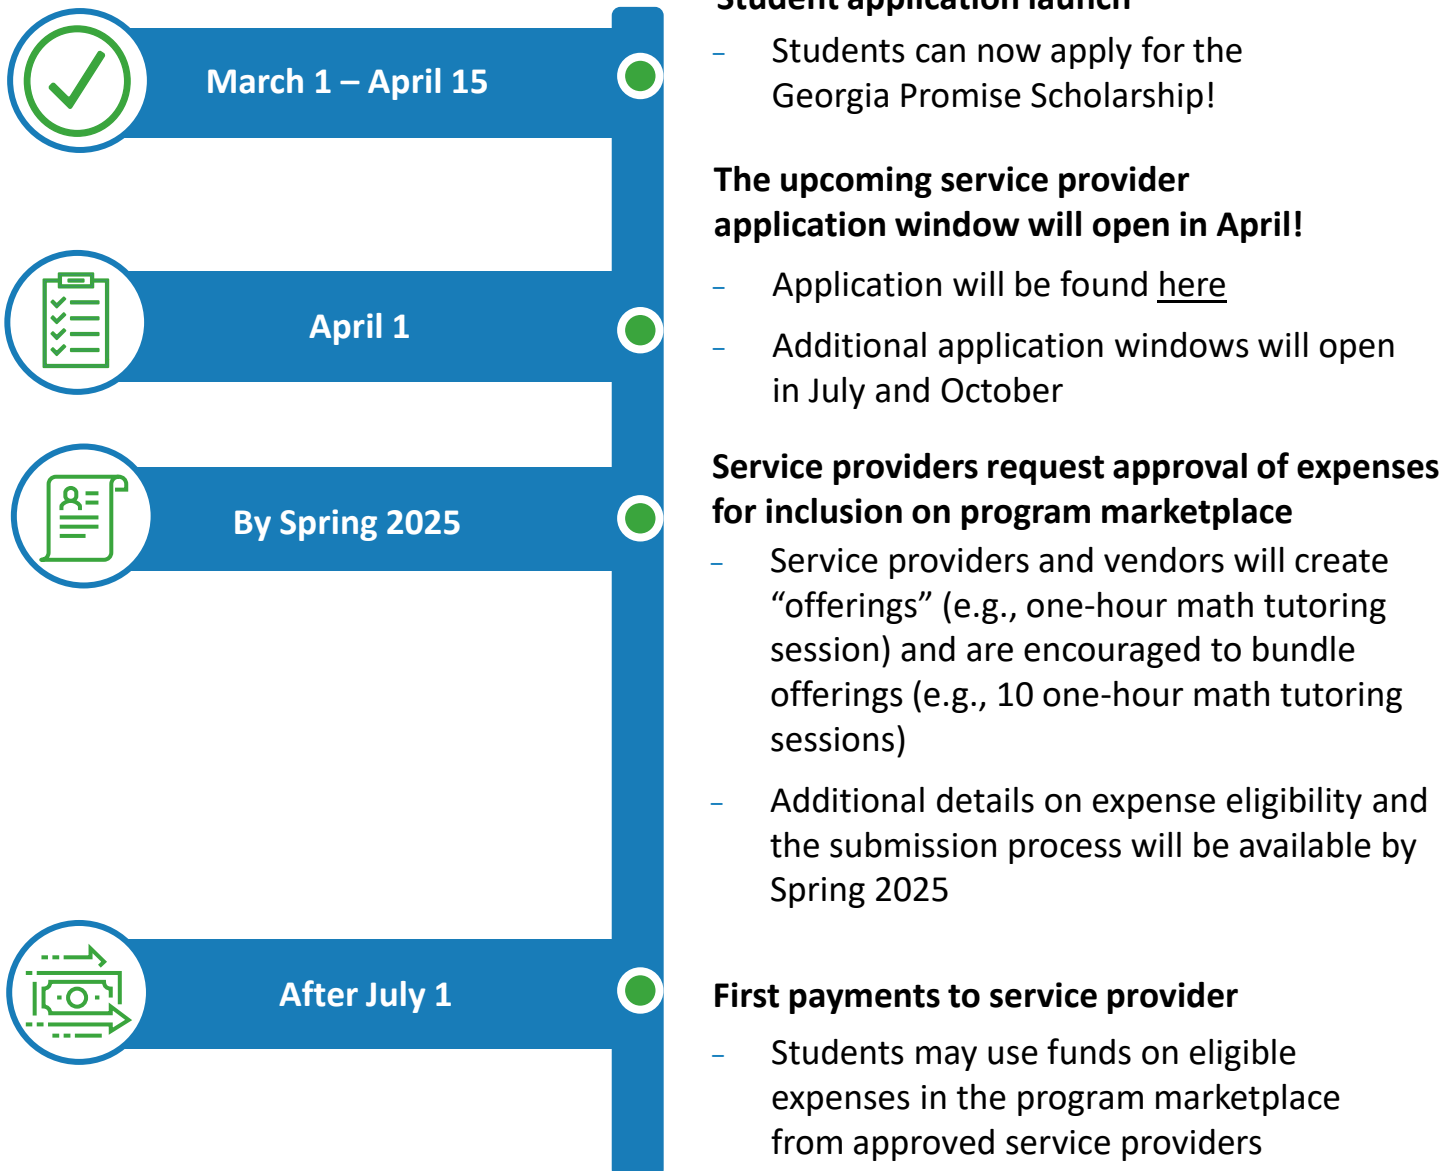 Student application launch
March 1 – April 15
– Students can now apply for the
Georgia Promise Scholarship!
The upcoming service provider
application window will open in April!
April 1
– Application will be found here
– Additional application windows will open
in July and October
By Spring 2025
Service providers request approval of expenses
for inclusion on program marketplace
– Service providers and vendors will create
“offerings” (e.g., one-hour math tutoring
session) and are encouraged to bundle
offerings (e.g., 10 one-hour math tutoring
sessions)
– Additional details on expense eligibility and
the submission process will be available by
Spring 2025
After July 1
First payments to service provider
– Students may use funds on eligible
expenses in the program marketplace
from approved service providers